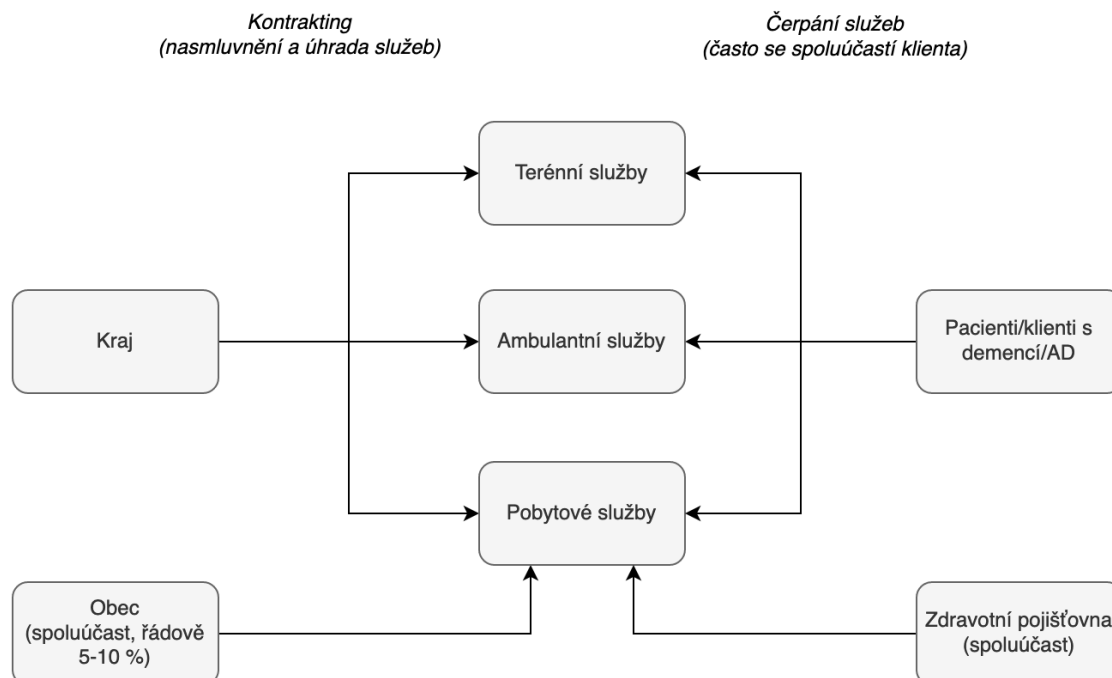 Kontrakting
(nasmluvnění a úhrada služeb)
Čerpání služeb
(často se spoluúčastí klienta)
Terénní služby
Kraj
Ambulantní služby
Pacienti/klienti s
demencí/AD
Pobytové služby
Obec
(spoluúčast, řádově
5-10 %)
Zdravotní pojišťovna
(spoluúčast)